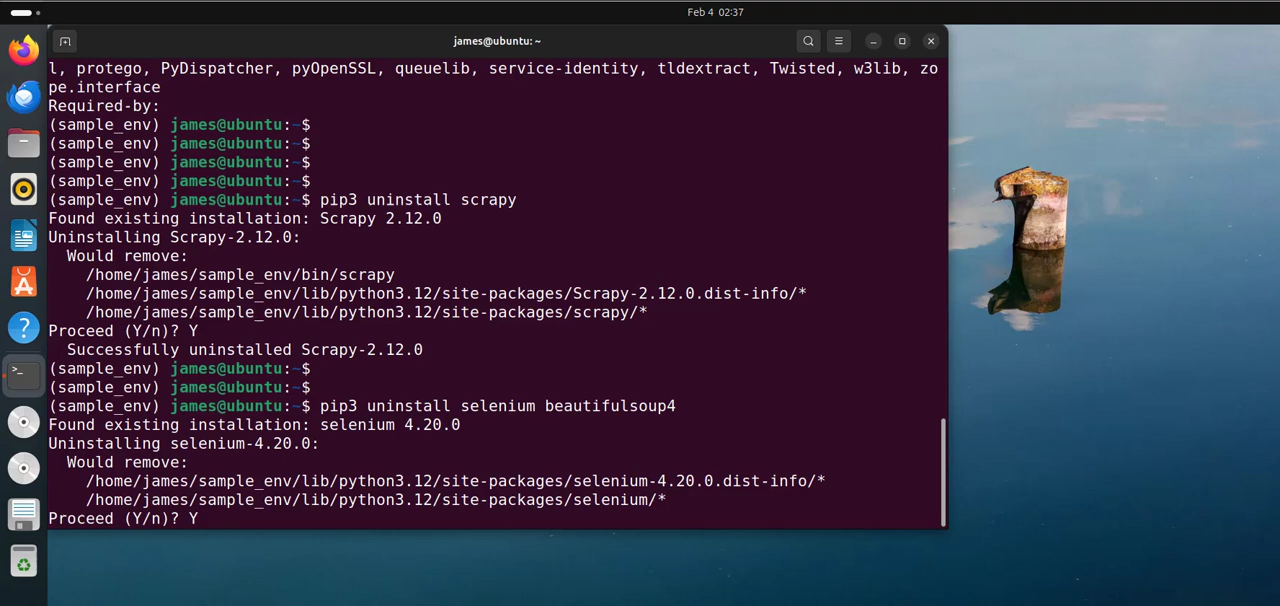 Feb 4 02:37
james@ubuntu: ~
l, protego, PyDispatcher, pyOpenSSL, queuelib, service-identity, tldextract, Twisted, w3lib, zo
pe.interface
Required-by:
(sample_env) james@ubuntu:~$
(sample_env) james@ubuntu:~$
(sample_env) james@ubuntu:~$
(sample_env) james@ubuntu:~$
(sample_env) james@ubuntu:~$ pip3 uninstall scrapy
Found existing installation: Scrapy 2.12.0
Uninstalling Scrapy-2.12.0:
  Would remove:
    /home/james/sample_env/bin/scrapy
    /home/james/sample_env/lib/python3.12/site-packages/Scrapy-2.12.0.dist-info/*
    /home/james/sample_env/lib/python3.12/site-packages/scrapy/*
Proceed (Y/n)? Y
  Successfully uninstalled Scrapy-2.12.0
(sample_env) james@ubuntu:~$
(sample_env) james@ubuntu:~$
(sample_env) james@ubuntu:~$ pip3 uninstall selenium beautifulsoup4
Found existing installation: selenium 4.20.0
Uninstalling selenium-4.20.0:
  Would remove:
    /home/james/sample_env/lib/python3.12/site-packages/selenium-4.20.0.dist-info/*
    /home/james/sample_env/lib/python3.12/site-packages/selenium/*
Proceed (Y/n)? Y